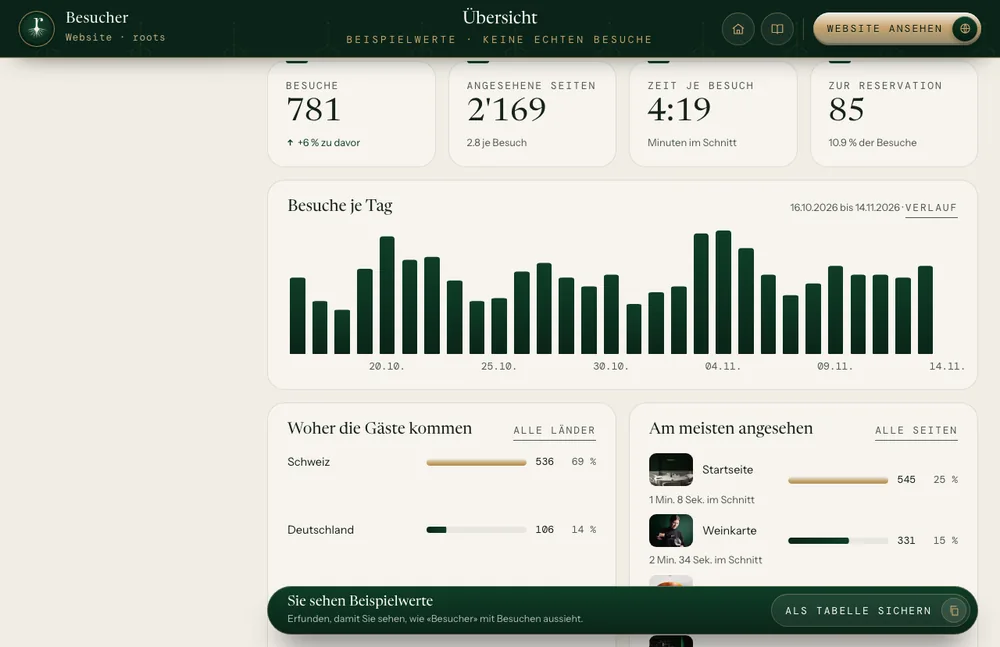 Besucher
Website · roots
Übersicht
BEISPIELWERTE · KEINE ECHTEN BESUCHE
WEBSITE ANSEHEN
BESUCHE
781
↑ +6 % zu davor
ANGESEHENE SEITEN
2'169
2.8 je Besuch
ZEIT JE BESUCH
4:19
Minuten im Schnitt
ZUR RESERVATION
85
10.9 % der Besuche
Besuche je Tag
16.10.2026 bis 14.11.2026 · VERLAUF
20.10. 25.10. 30.10. 04.11. 09.11. 14.11.
Woher die Gäste kommen
ALLE LÄNDER
Schweiz 536 69 %
Deutschland 106 14 %
Am meisten angesehen
ALLE SEITEN
Startseite 545 25 %
1 Min. 8 Sek. im Schnitt
Weinkarte 331 15 %
2 Min. 34 Sek. im Schnitt
Sie sehen Beispielwerte
Erfunden, damit Sie sehen, wie «Besucher» mit Besuchen aussieht.
ALS TABELLE SICHERN